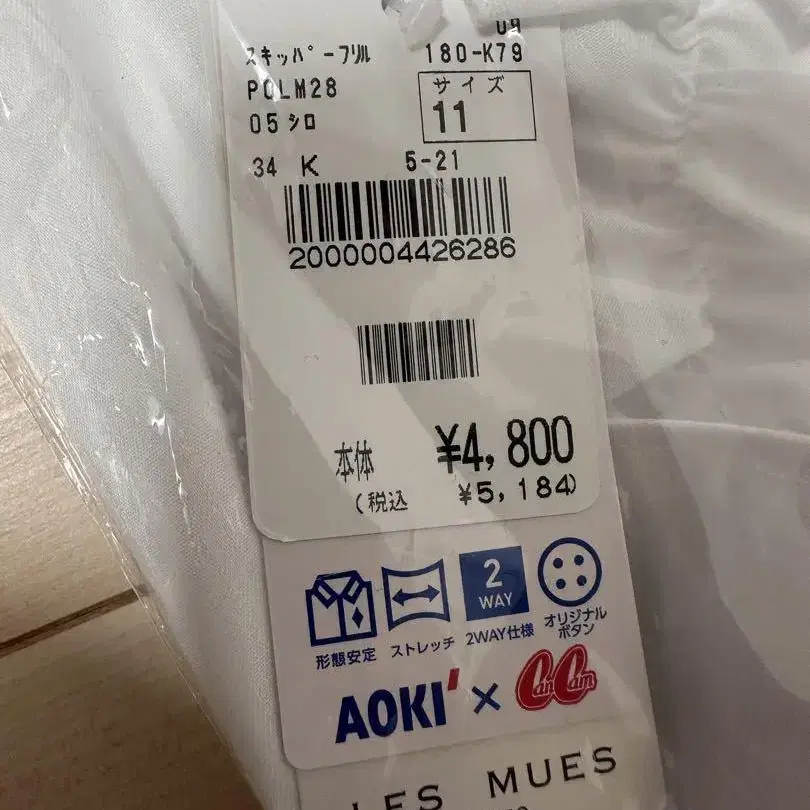 スキッパーフリル 180-K79
PCLM28 サイズ
05シロ 11
34 K 5-21
2000004426286
本体 ¥4,800
(税込 ¥5,184)
2
WAY
形態安定 ストレッチ 2WAY仕様 オリジナル
ボタン
AOKI' × CanCam
LES MUES